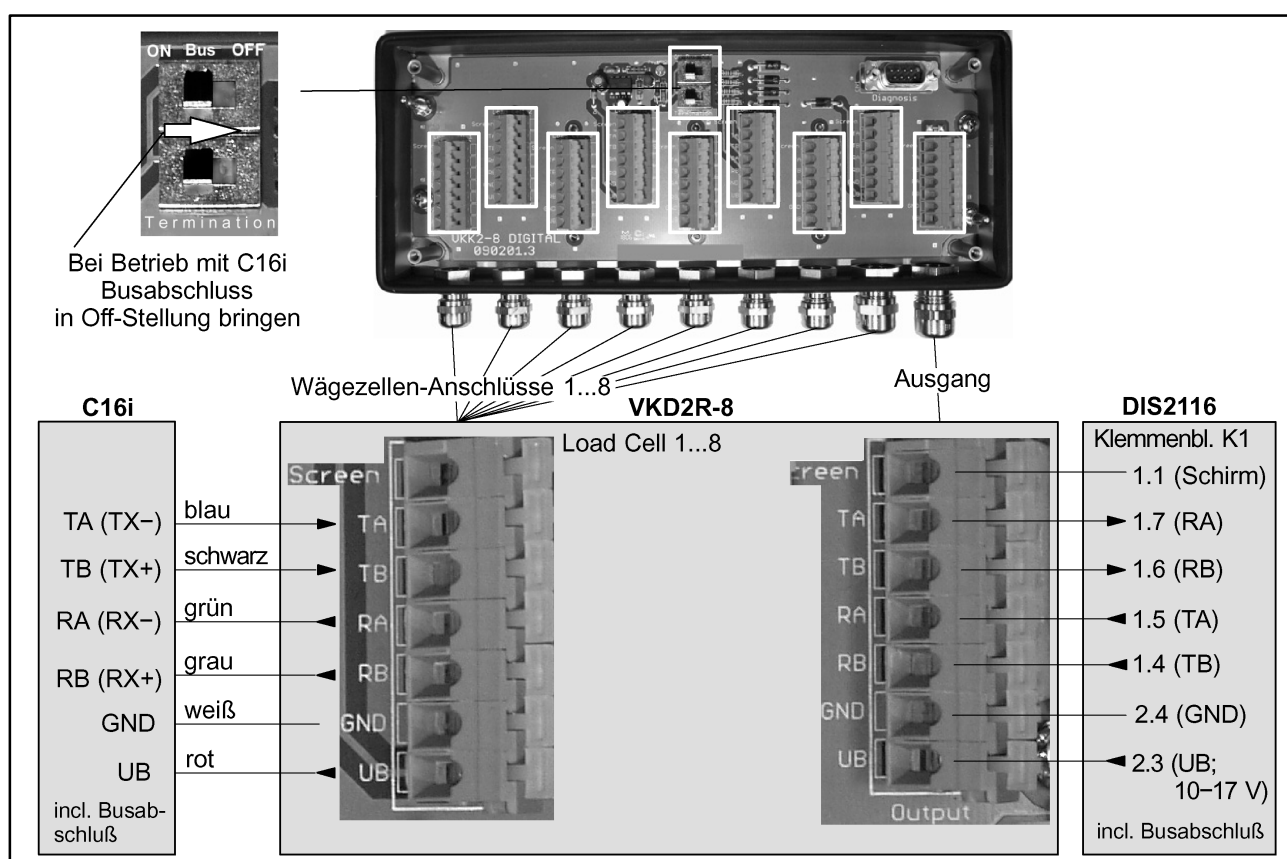 ON Bus OFF
Termination
Bei Betrieb mit C16i
Busabschluss
in Off-Stellung bringen
Diagnosis
VKK2-8 DIGITAL
090201.3
Wägezellen-Anschlüsse 1...8
Ausgang
C16i
VKD2R-8
DIS2116
Load Cell 1...8
Klemmenbl. K1
Screen
TA (TX−) blau TA
TB (TX+) schwarz TB
RA (RX−) grün RA
RB (RX+) grau RB
GND weiß GND
UB rot UB
incl. Busab-
schluß
reen 1.1 (Schirm)
TA 1.7 (RA)
TB 1.6 (RB)
RA 1.5 (TA)
RB 1.4 (TB)
GND 2.4 (GND)
UB 2.3 (UB;
10−17 V)
Output
incl. Busabschluß